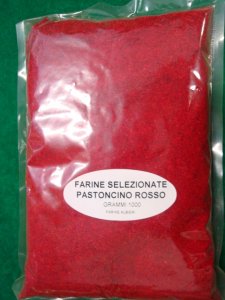 FARINE SELEZIONATE
PASTONCINO ROSSO
GRAMMI 1000